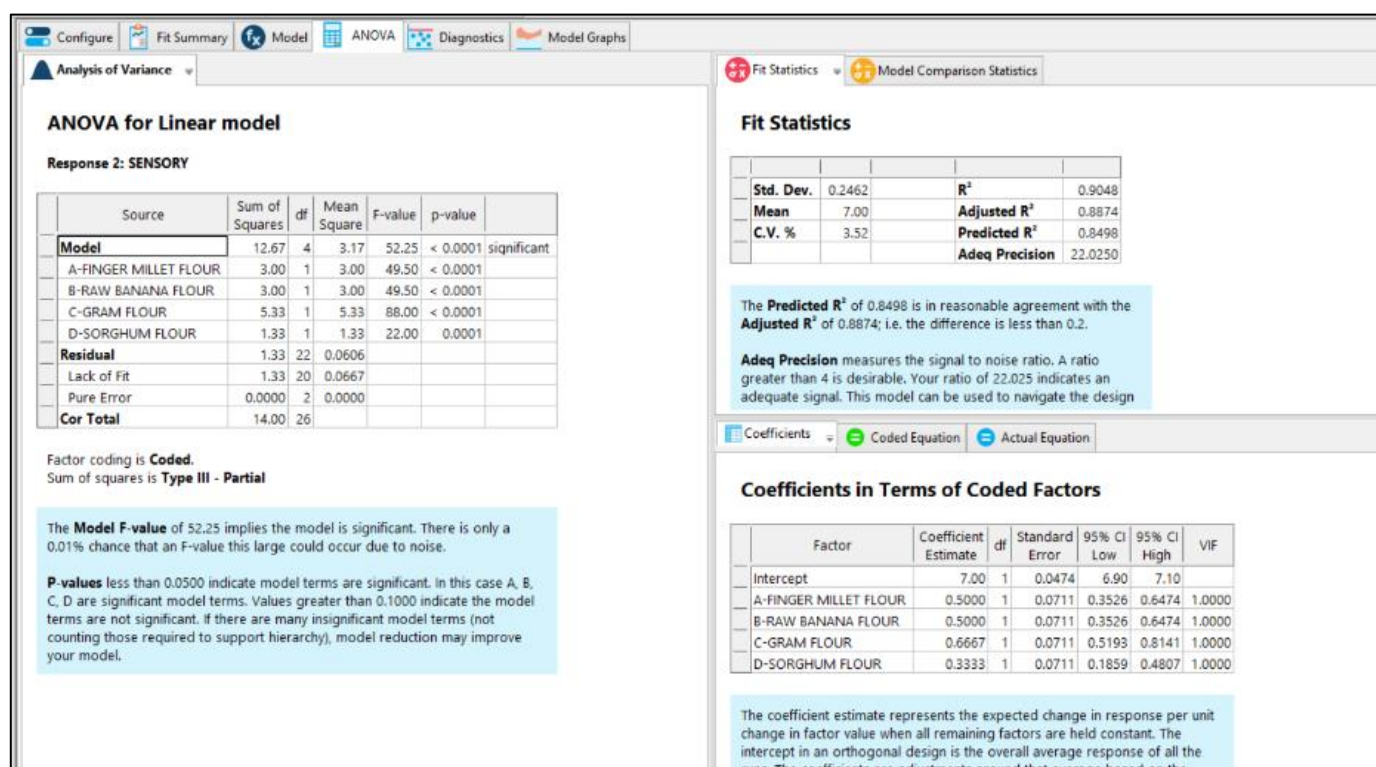 Configure Fit Summary Model ANOVA Diagnostics Model Graphs
Analysis of Variance
ANOVA for Linear model
Response 2: SENSORY
Source Sum of Squares df Mean Square F-value p-value
Model 12.67 4 3.17 52.25 < 0.0001 significant
A-FINGER MILLET FLOUR 3.00 1 3.00 49.50 < 0.0001
B-RAW BANANA FLOUR 3.00 1 3.00 49.50 < 0.0001
C-GRAM FLOUR 5.33 1 5.33 88.00 < 0.0001
D-SORGHUM FLOUR 1.33 1 1.33 22.00 0.0001
Residual 1.33 22 0.0606
Lack of Fit 1.33 20 0.0667
Pure Error 0.0000 2 0.0000
Cor Total 14.00 26
Factor coding is Coded.
Sum of squares is Type III - Partial
The Model F-value of 52.25 implies the model is significant. There is only a
0.01% chance that an F-value this large could occur due to noise.
P-values less than 0.0500 indicate model terms are significant. In this case A, B,
C, D are significant model terms. Values greater than 0.1000 indicate the model
terms are not significant. If there are many insignificant model terms (not
counting those required to support hierarchy), model reduction may improve
your model.
Fit Statistics Model Comparison Statistics
Fit Statistics
Std. Dev. 0.2462 R² 0.9048
Mean 7.00 Adjusted R² 0.8874
C.V. % 3.52 Predicted R² 0.8498
Adeq Precision 22.0250
The Predicted R² of 0.8498 is in reasonable agreement with the
Adjusted R² of 0.8874; i.e. the difference is less than 0.2.
Adeq Precision measures the signal to noise ratio. A ratio
greater than 4 is desirable. Your ratio of 22.025 indicates an
adequate signal. This model can be used to navigate the design
Coefficients Coded Equation Actual Equation
Coefficients in Terms of Coded Factors
Factor Coefficient Estimate df Standard Error 95% CI Low 95% CI High VIF
Intercept 7.00 1 0.0474 6.90 7.10
A-FINGER MILLET FLOUR 0.5000 1 0.0711 0.3526 0.6474 1.0000
B-RAW BANANA FLOUR 0.5000 1 0.0711 0.3526 0.6474 1.0000
C-GRAM FLOUR 0.6667 1 0.0711 0.5193 0.8141 1.0000
D-SORGHUM FLOUR 0.3333 1 0.0711 0.1859 0.4807 1.0000
The coefficient estimate represents the expected change in response per unit
change in factor value when all remaining factors are held constant. The
intercept in an orthogonal design is the overall average response of all the